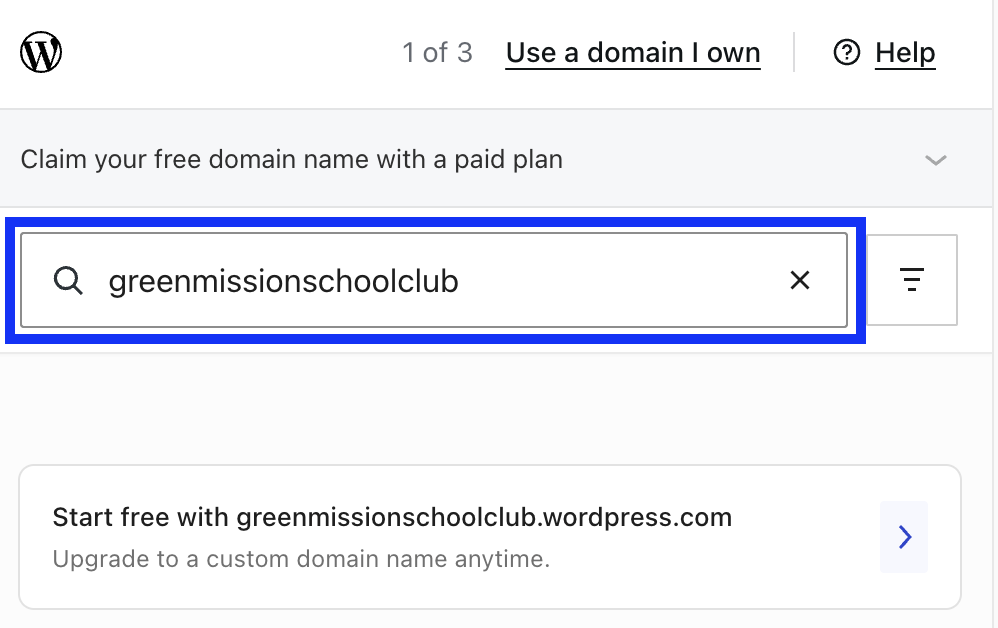 1 of 3 Use a domain I own Help
Claim your free domain name with a paid plan
greenmissionschoolclub
Start free with greenmissionschoolclub.wordpress.com
Upgrade to a custom domain name anytime.